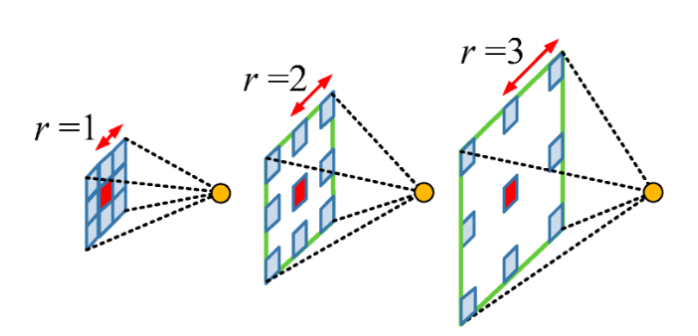 r =1
r =2
r =3